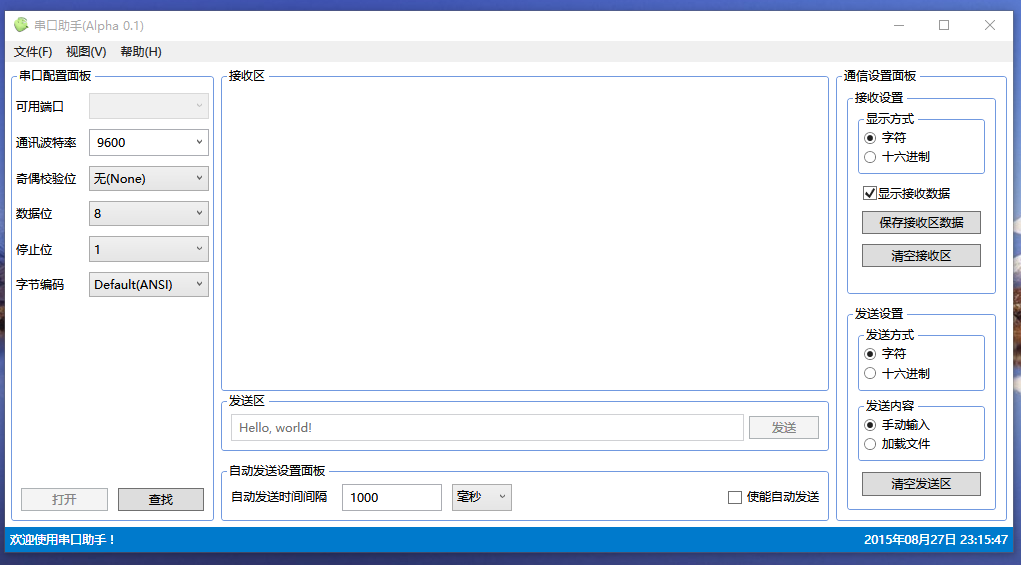 串口助手(Alpha 0.1)
文件(F) 视图(V) 帮助(H)
串口配置面板
可用端口
通讯波特率 9600
奇偶校验位 无(None)
数据位 8
停止位 1
字节编码 Default(ANSI)
打开 查找
接收区
发送区
Hello, world! 发送
自动发送设置面板
自动发送时间间隔 1000 毫秒 使能自动发送
通信设置面板
接收设置
显示方式
字符
十六进制
显示接收数据
保存接收区数据
清空接收区
发送设置
发送方式
字符
十六进制
发送内容
手动输入
加载文件
清空发送区
欢迎使用串口助手！ 2015年08月27日 23:15:47